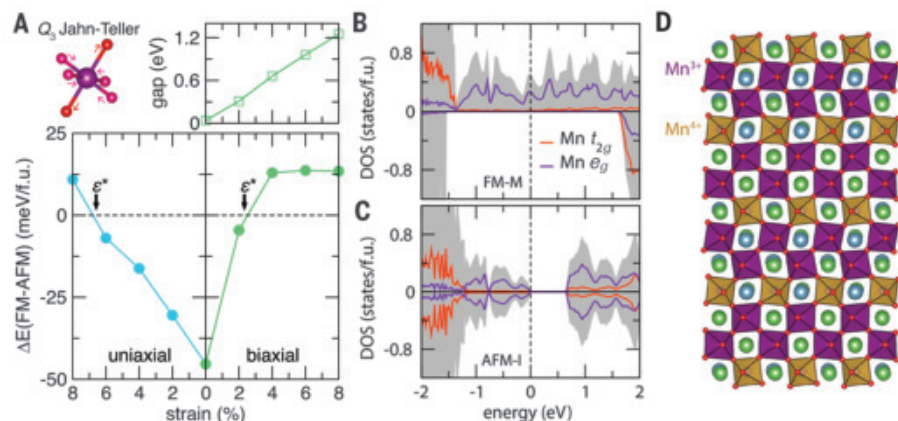 A
Q3 Jahn-Teller
gap (eV)
1.2
0.6
0.0
ΔE(FM-AFM) (meV/f.u.)
25
0
-25
-50
ε*
ε*
uniaxial
biaxial
8 6 4 2 0 2 4 6 8
strain (%)
B
DOS (states/f.u.)
0.8
0
-0.8
Mn t2g
Mn eg
FM-M
C
DOS (states/f.u.)
0.8
0
-0.8
AFM-I
-2 -1 0 1 2
energy (eV)
D
Mn3+
Mn4+